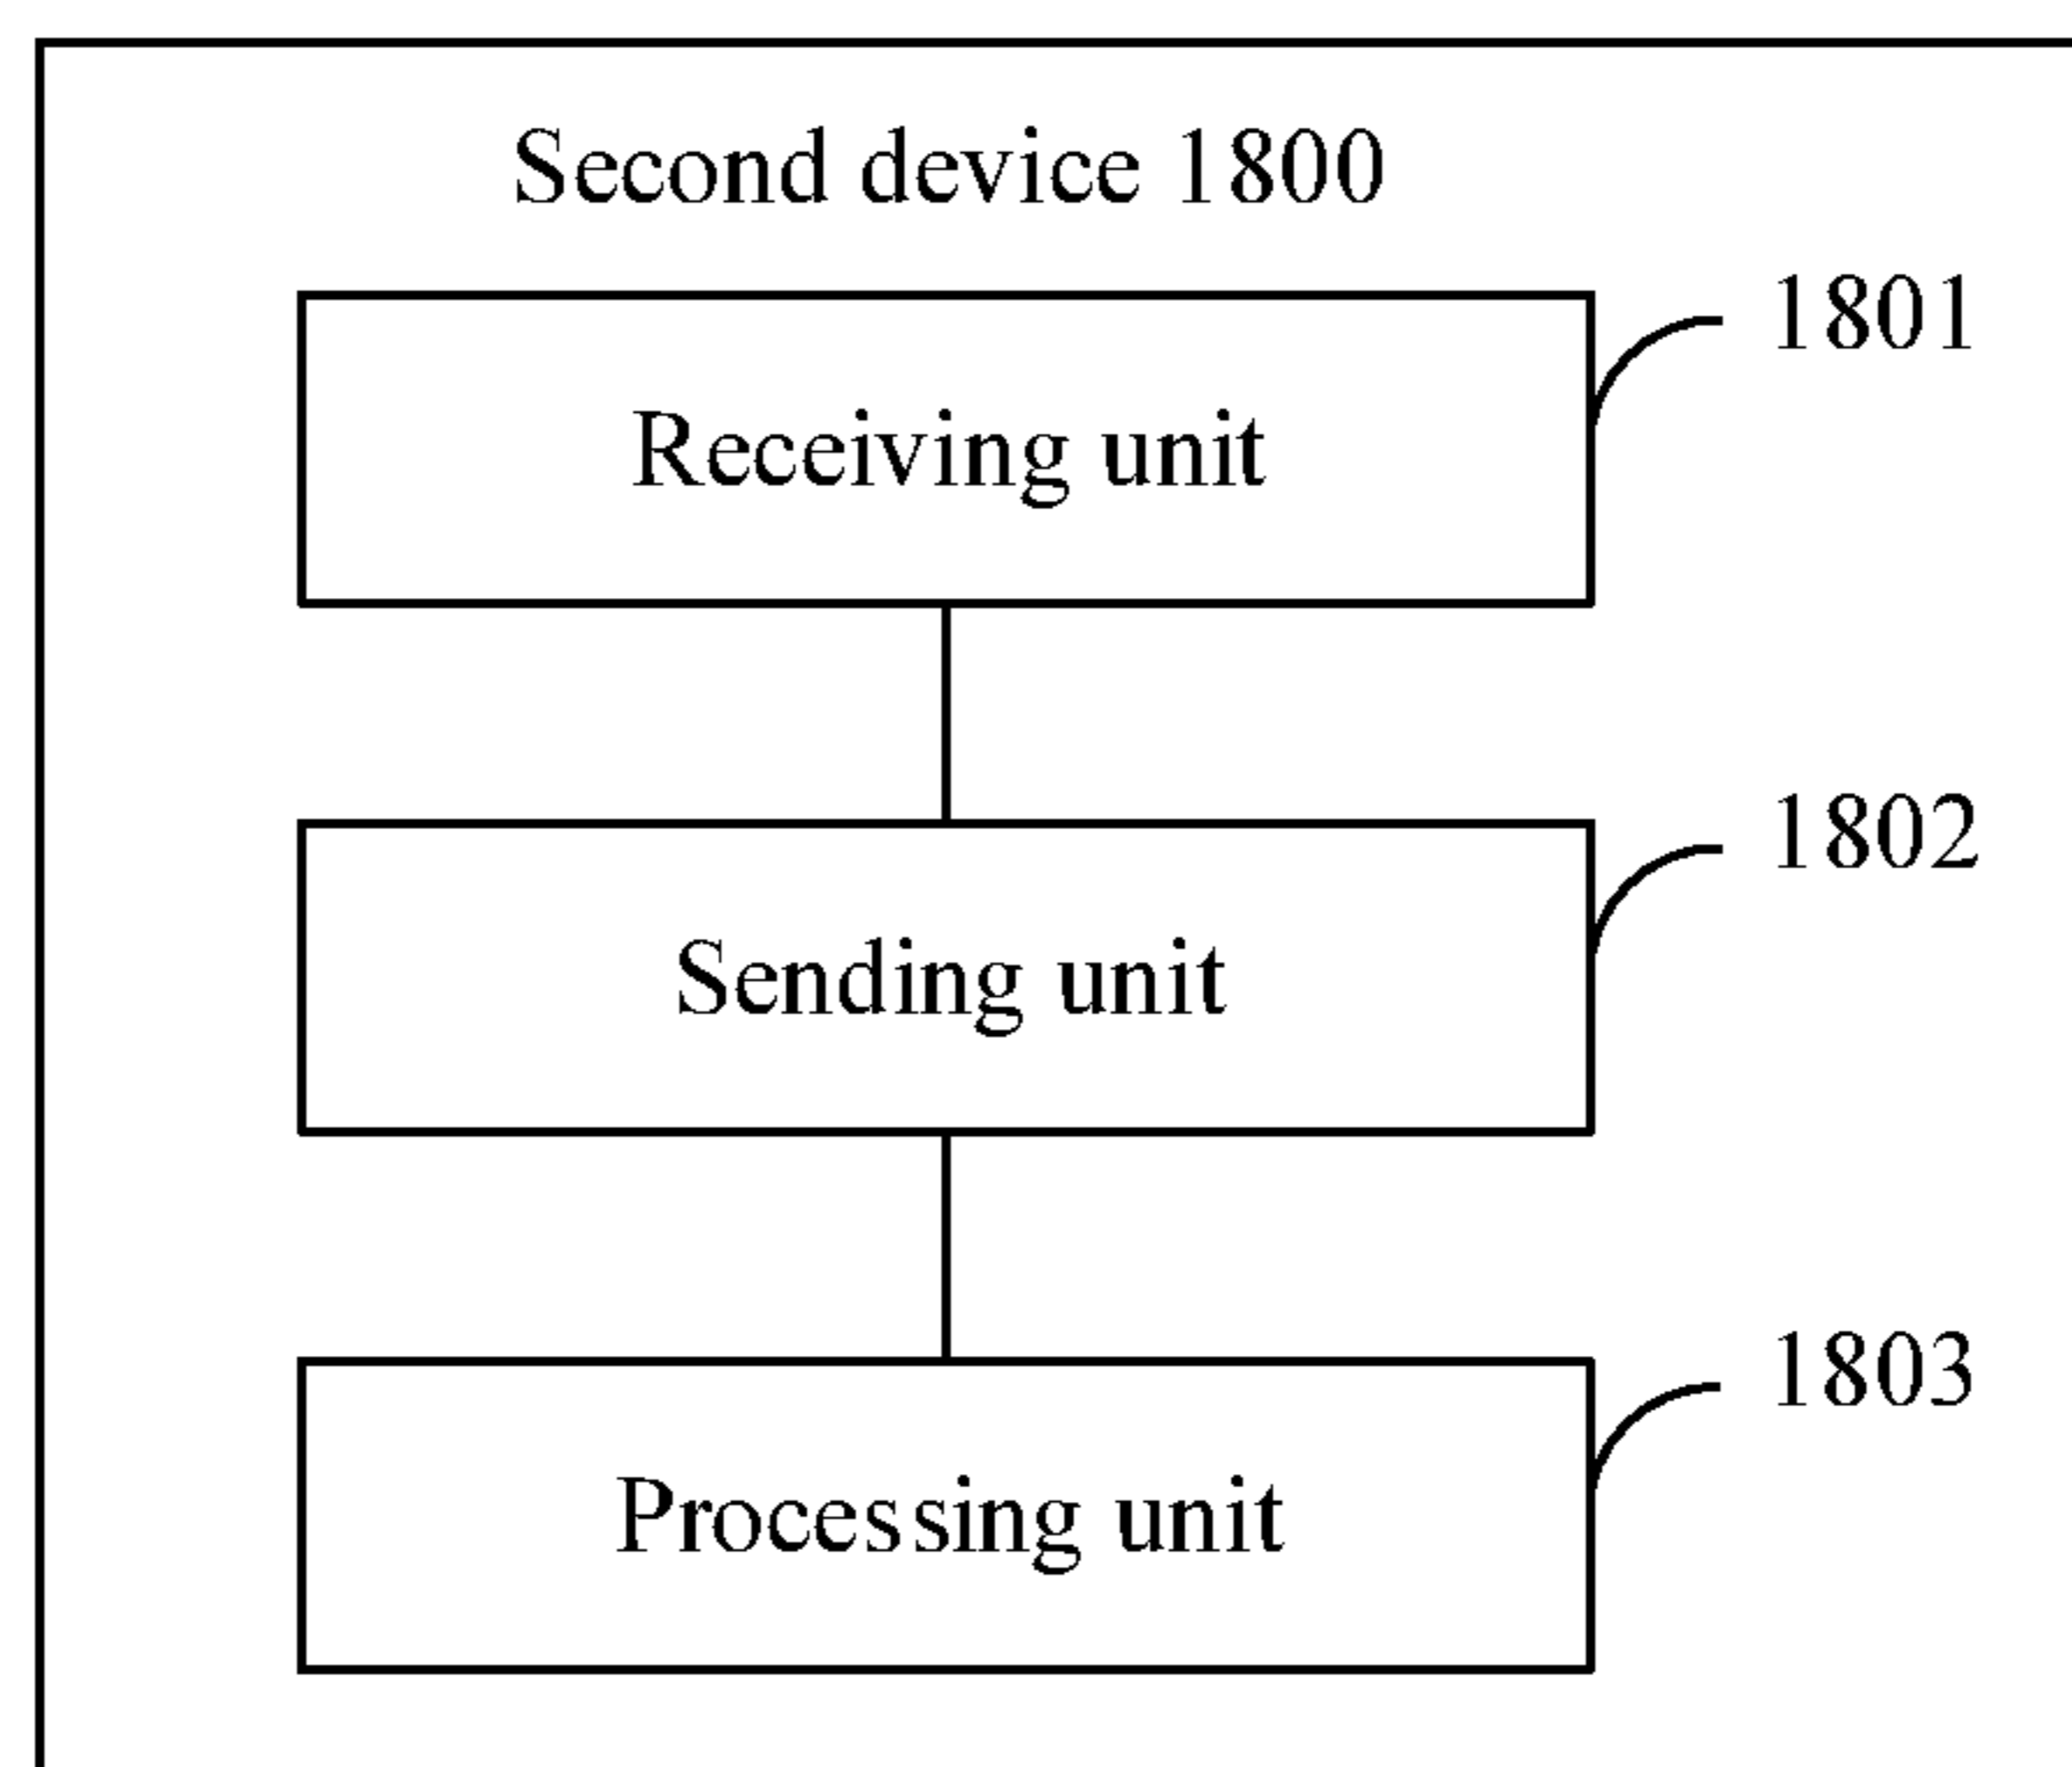 Second device 1800
1801
Receiving unit
1802
Sending unit
1803
Processing unit